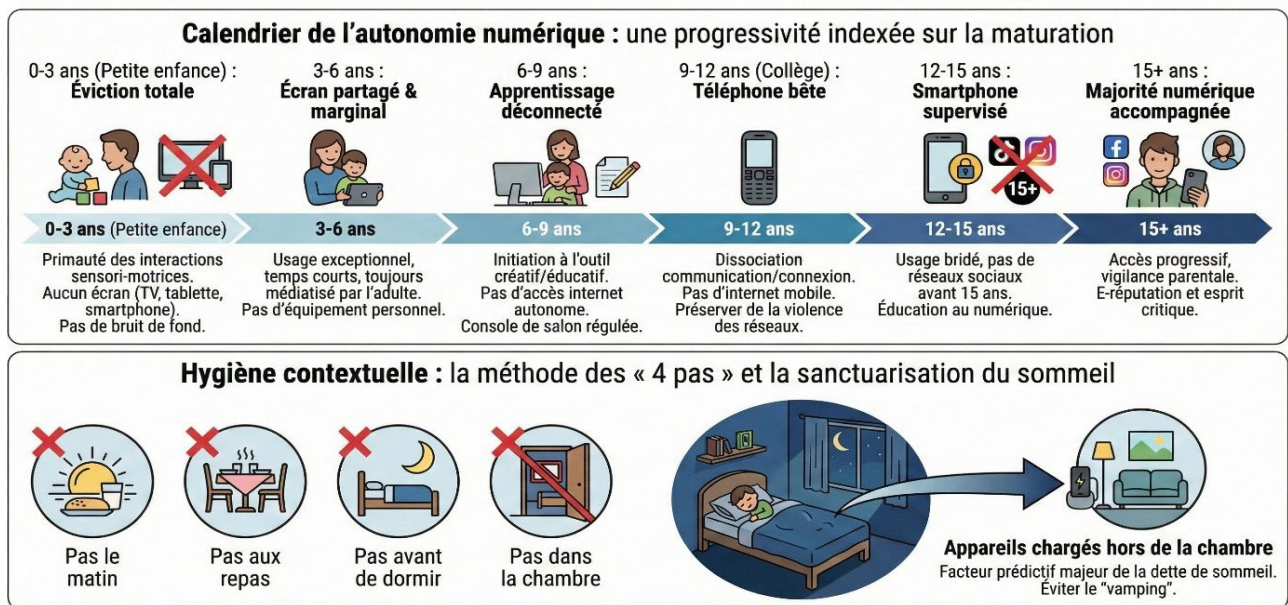 Calendrier de l'autonomie numérique : une progressivité indexée sur la maturation
0-3 ans (Petite enfance) :
Éviction totale
3-6 ans :
Écran partagé &
marginal
6-9 ans :
Apprentissage
déconnecté
9-12 ans (Collège) :
Téléphone bête
12-15 ans :
Smartphone
supervisé
15+ ans :
Majorité numérique
accompagnée
15+
0-3 ans (Petite enfance)
3-6 ans
6-9 ans
9-12 ans
12-15 ans
15+ ans
Primauté des interactions
sensori-motrices.
Aucun écran (TV, tablette,
smartphone).
Pas de bruit de fond.
Usage exceptionnel,
temps courts, toujours
médiatisé par l'adulte.
Pas d'équipement personnel.
Initiation à l'outil
créatif/éducatif.
Pas d'accès internet
autonome.
Console de salon régulée.
Dissociation
communication/connexion.
Pas d'internet mobile.
Préserver de la violence
des réseaux.
Usage bridé, pas de
réseaux sociaux
avant 15 ans.
Éducation au numérique.
Accès progressif,
vigilance parentale.
E-réputation et esprit
critique.
Hygiène contextuelle : la méthode des « 4 pas » et la sanctuarisation du sommeil
Pas le
matin
Pas aux
repas
Pas avant
de dormir
Pas dans
la chambre
Appareils chargés hors de la chambre
Facteur prédictif majeur de la dette de sommeil.
Éviter le "vamping".